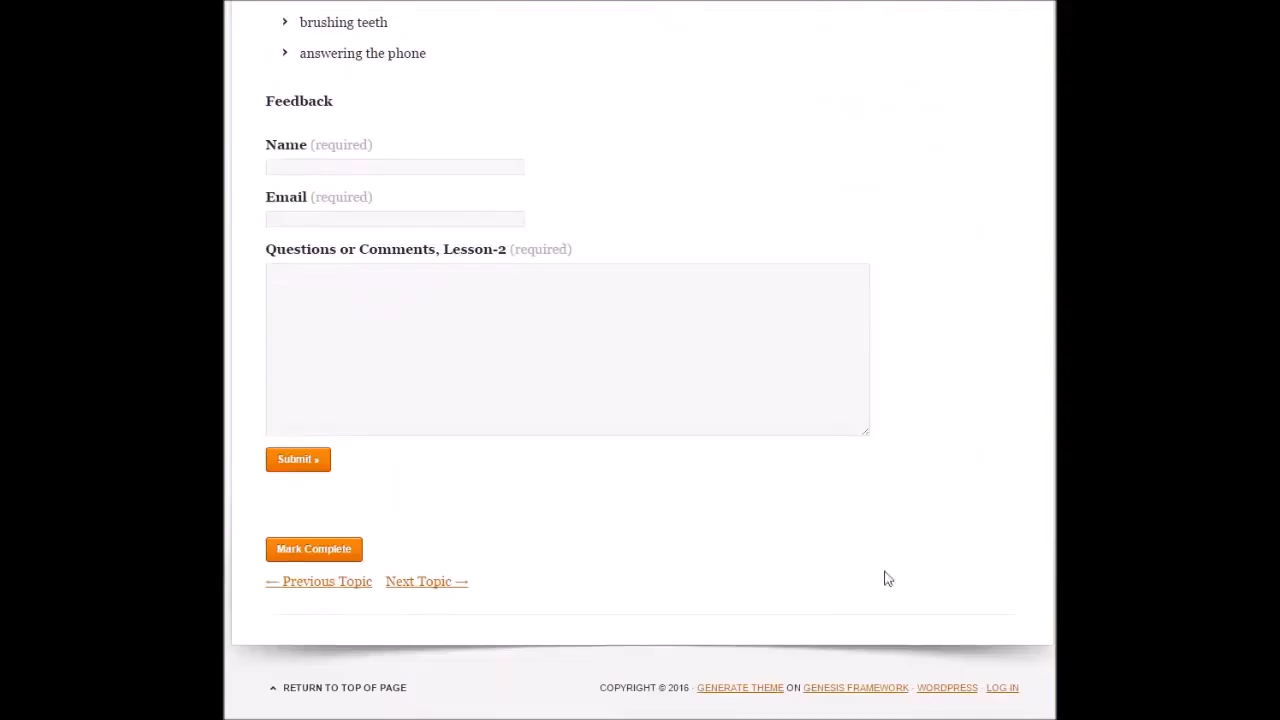 brushing teeth
answering the phone
Feedback
Name (required)
Email (required)
Questions or Comments, Lesson-2 (required)
Submit »
Mark Complete
← Previous Topic Next Topic →
RETURN TO TOP OF PAGE COPYRIGHT © 2016 · GENERATE THEME ON GENESIS FRAMEWORK · WORDPRESS · LOG IN